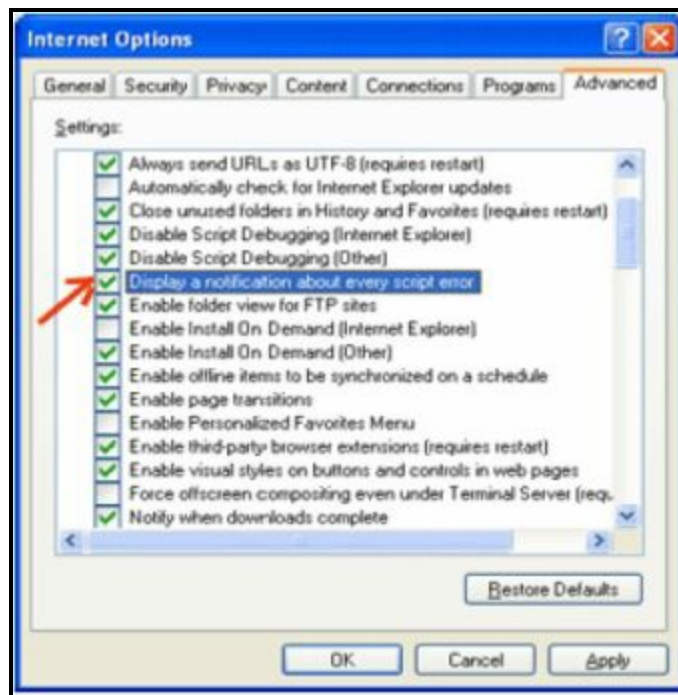 Internet Options
General Security Privacy Content Connections Programs Advanced
Settings:
Always send URLs as UTF-8 (requires restart)
Automatically check for Internet Explorer updates
Close unused folders in History and Favorites (requires restart)
Disable Script Debugging (Internet Explorer)
Disable Script Debugging (Other)
Display a notification about every script error
Enable folder view for FTP sites
Enable Install On Demand (Internet Explorer)
Enable Install On Demand (Other)
Enable offline items to be synchronized on a schedule
Enable page transitions
Enable Personalized Favorites Menu
Enable third-party browser extensions (requires restart)
Enable visual styles on buttons and controls in web pages
Force offscreen compositing even under Terminal Server (requ
Notify when downloads complete
Restore Defaults
OK Cancel Apply